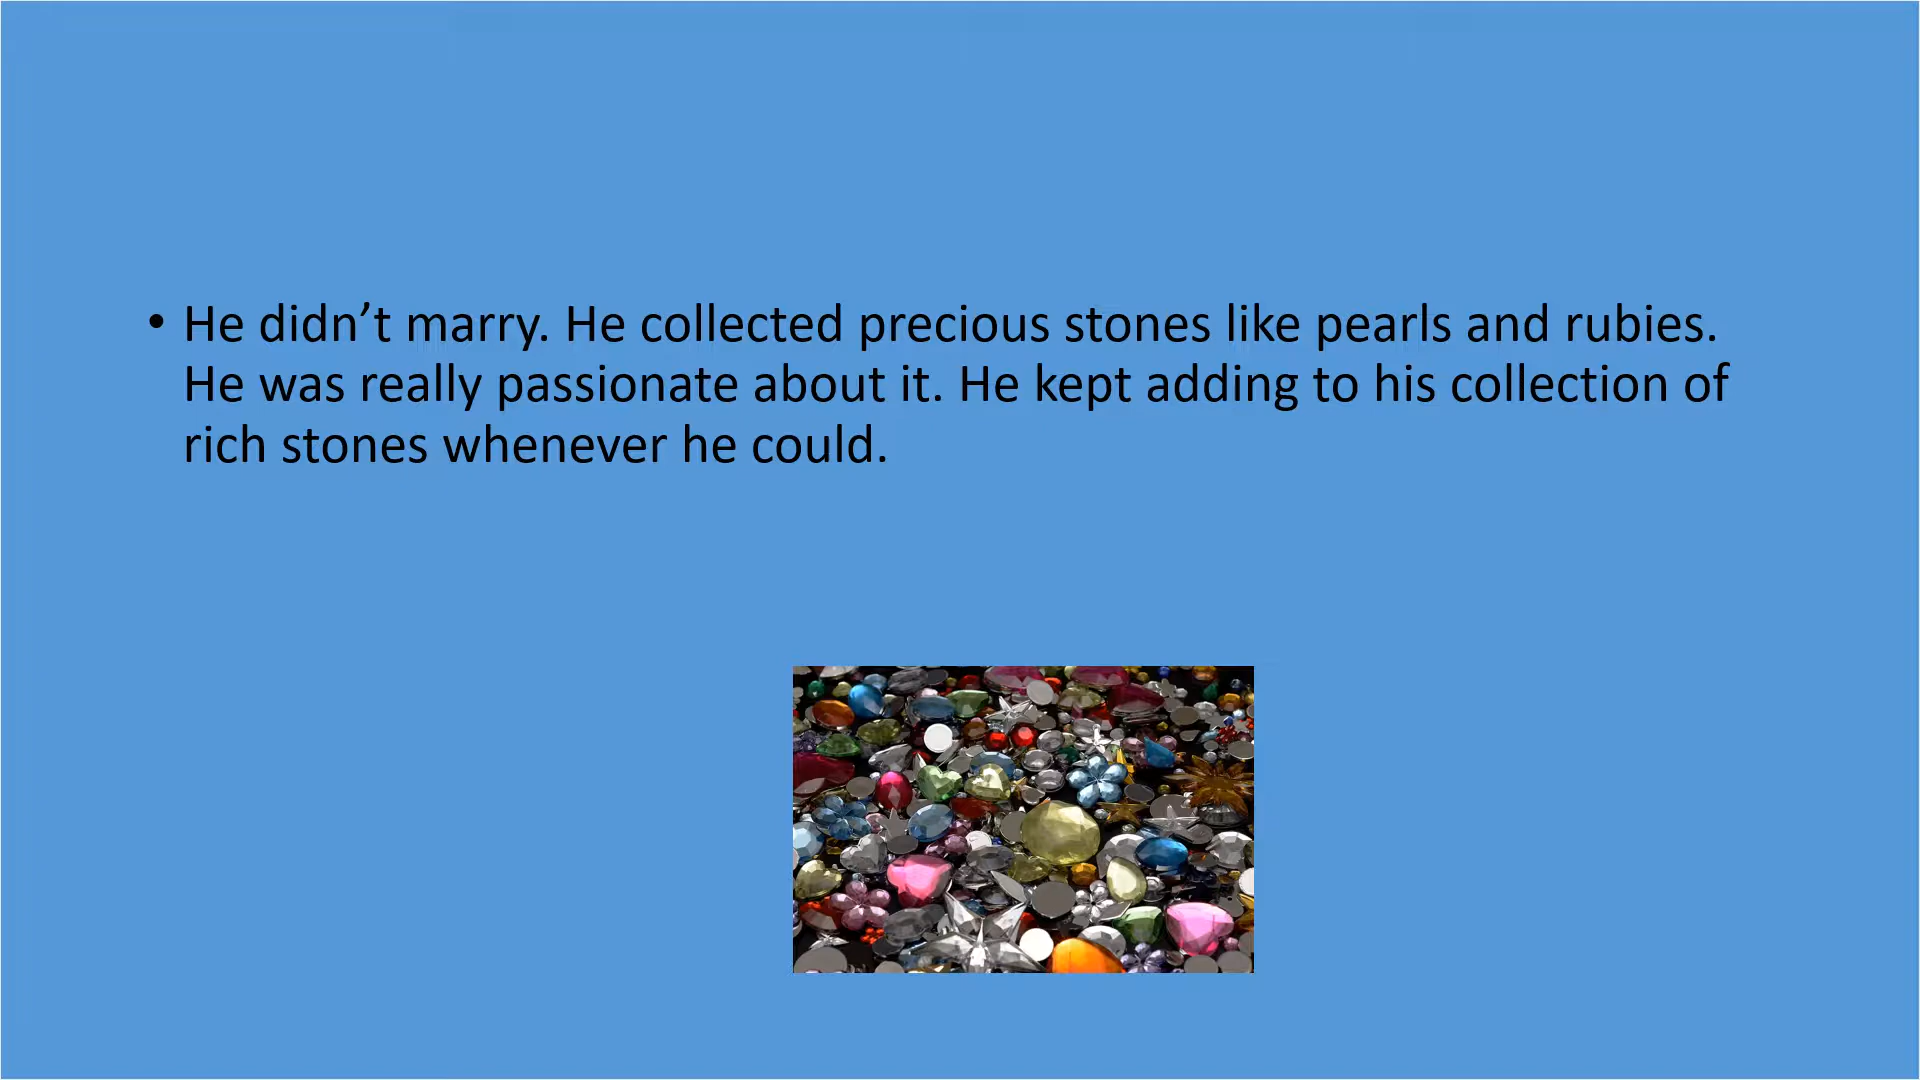 • He didn’t marry. He collected precious stones like pearls and rubies.
He was really passionate about it. He kept adding to his collection of
rich stones whenever he could.